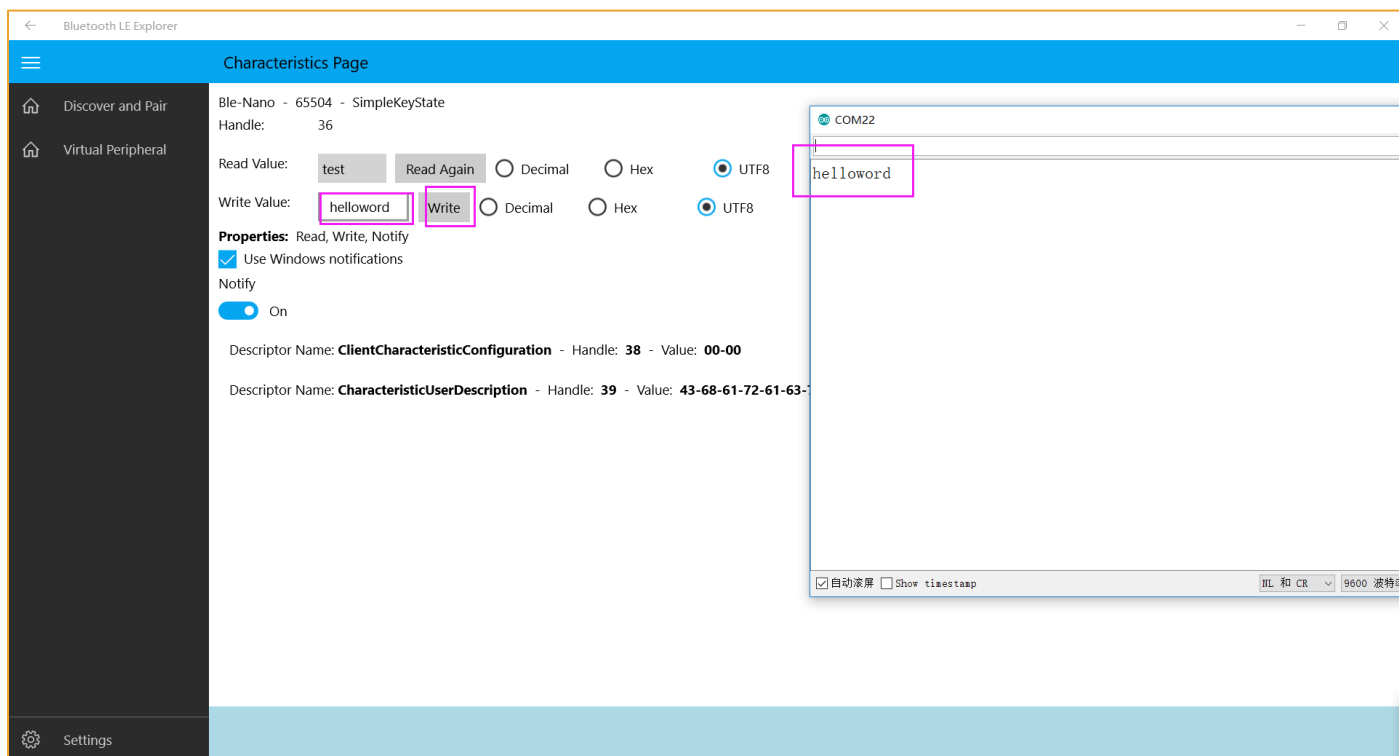 Bluetooth LE Explorer
Characteristics Page
Discover and Pair
Virtual Peripheral
Ble-Nano - 65504 - SimpleKeyState
Handle: 36
Read Value: test Read Again Decimal Hex UTF8
Write Value: helloword Write Decimal Hex UTF8
Properties: Read, Write, Notify
Use Windows notifications
Notify
On
Descriptor Name: ClientCharacteristicConfiguration - Handle: 38 - Value: 00-00
Descriptor Name: CharacteristicUserDescription - Handle: 39 - Value: 43-68-61-72-61-63-
COM22
helloword
自动滚屏 Show timestamp NL 和 CR 9600 波特
Settings